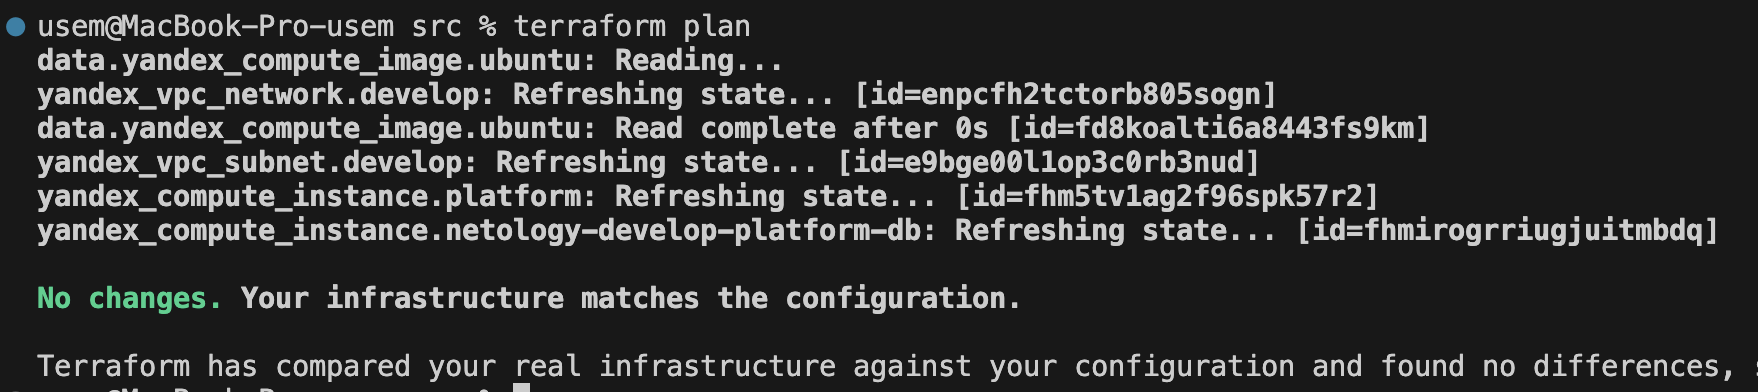 usem@MacBook-Pro-usem src % terraform plan
data.yandex_compute_image.ubuntu: Reading...
yandex_vpc_network.develop: Refreshing state... [id=enpcfh2tctorb805sogn]
data.yandex_compute_image.ubuntu: Read complete after 0s [id=fd8koalti6a8443fs9km]
yandex_vpc_subnet.develop: Refreshing state... [id=e9bge00l1op3c0rb3nud]
yandex_compute_instance.platform: Refreshing state... [id=fhm5tv1ag2f96spk57r2]
yandex_compute_instance.netology-develop-platform-db: Refreshing state... [id=fhmirogrriugjuitmbdq]
No changes. Your infrastructure matches the configuration.
Terraform has compared your real infrastructure against your configuration and found no differences,